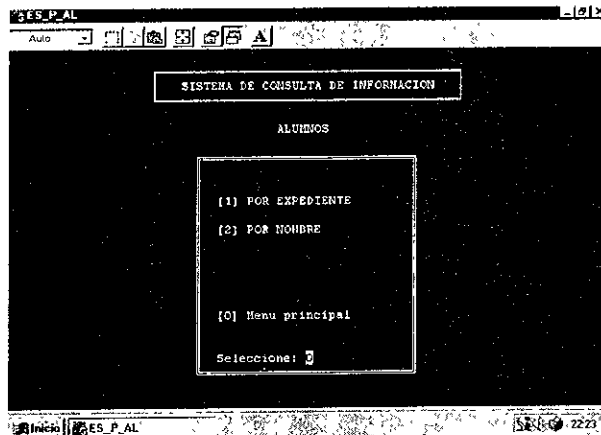 ES_P_AL
Auto
A
SISTEMA DE CONSULTA DE INFORMACION
ALUMNOS
[1] POR EXPEDIENTE
[2] POR NOMBRE
[0] Menu principal
Seleccione: 0
Inicio ES_P_AL 22:23